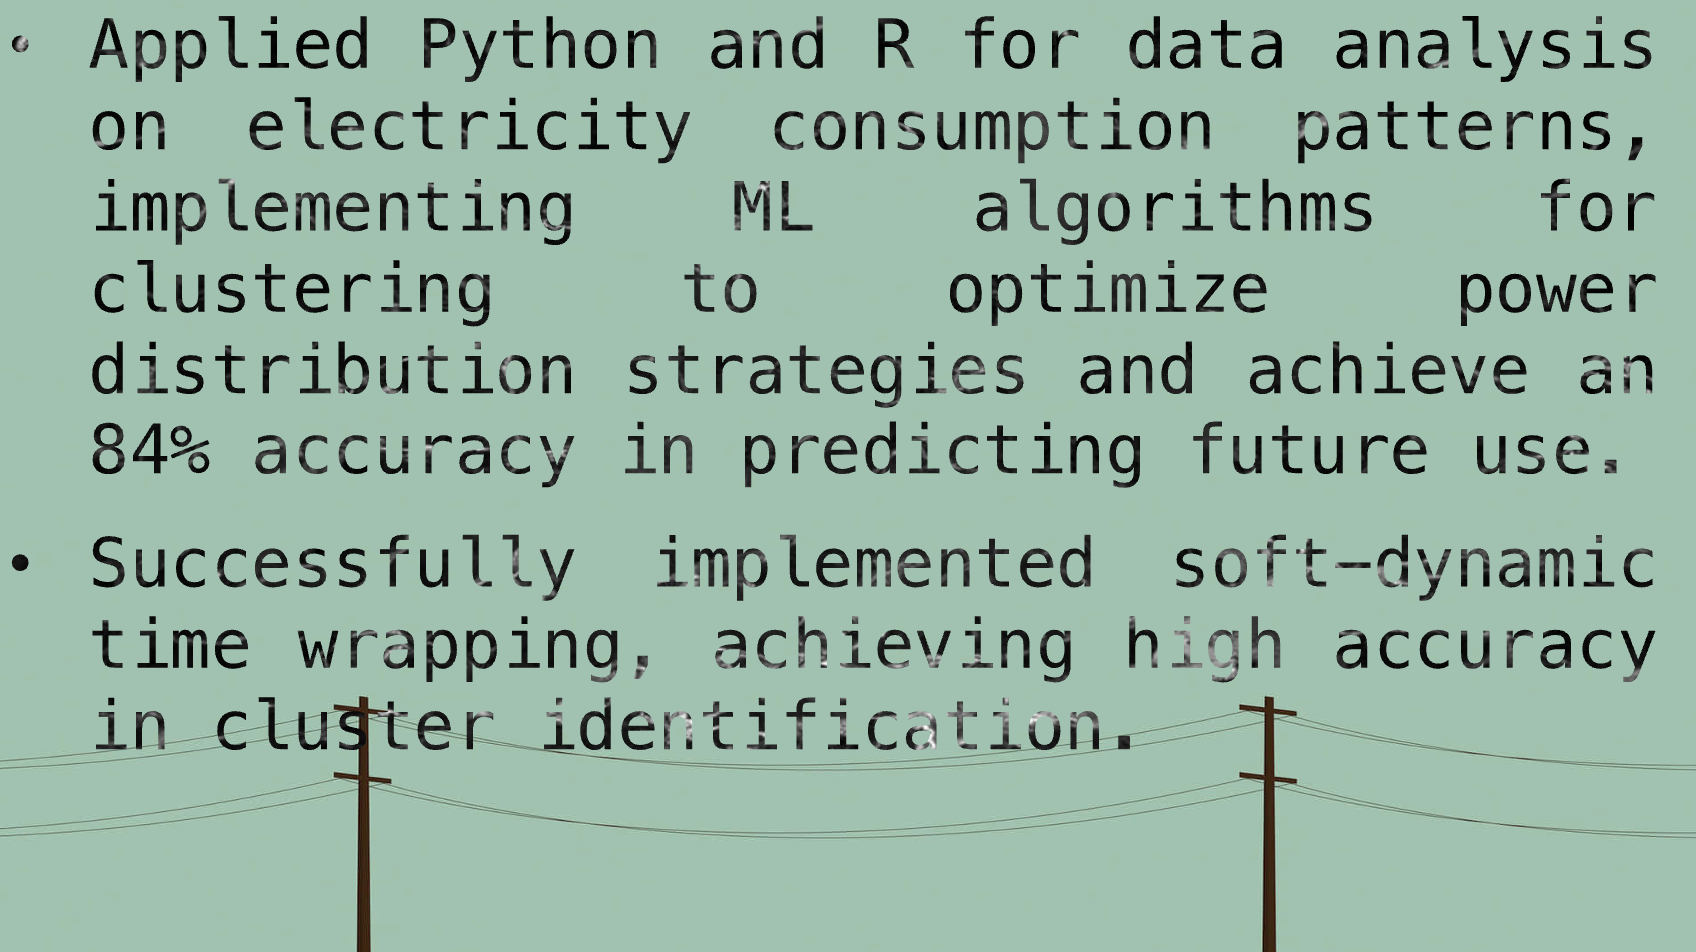 • Applied Python and R for data analysis
on electricity consumption patterns,
implementing ML algorithms for
clustering to optimize power
distribution strategies and achieve an
84% accuracy in predicting future use.
• Successfully implemented soft-dynamic
time wrapping, achieving high accuracy
in cluster identification.